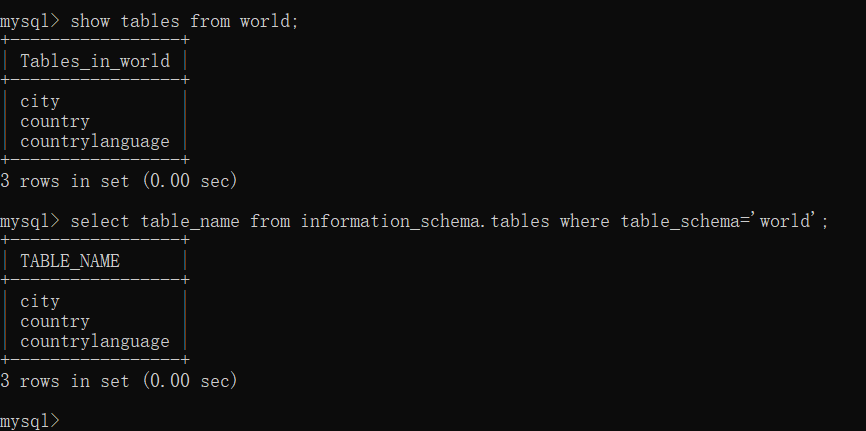 mysql> show tables from world;
+-----------------+
| Tables_in_world |
+-----------------+
| city            |
| country         |
| countrylanguage |
+-----------------+
3 rows in set (0.00 sec)
mysql> select table_name from information_schema.tables where table_schema='world';
+-----------------+
| TABLE_NAME      |
+-----------------+
| city            |
| country         |
| countrylanguage |
+-----------------+
3 rows in set (0.00 sec)
mysql>